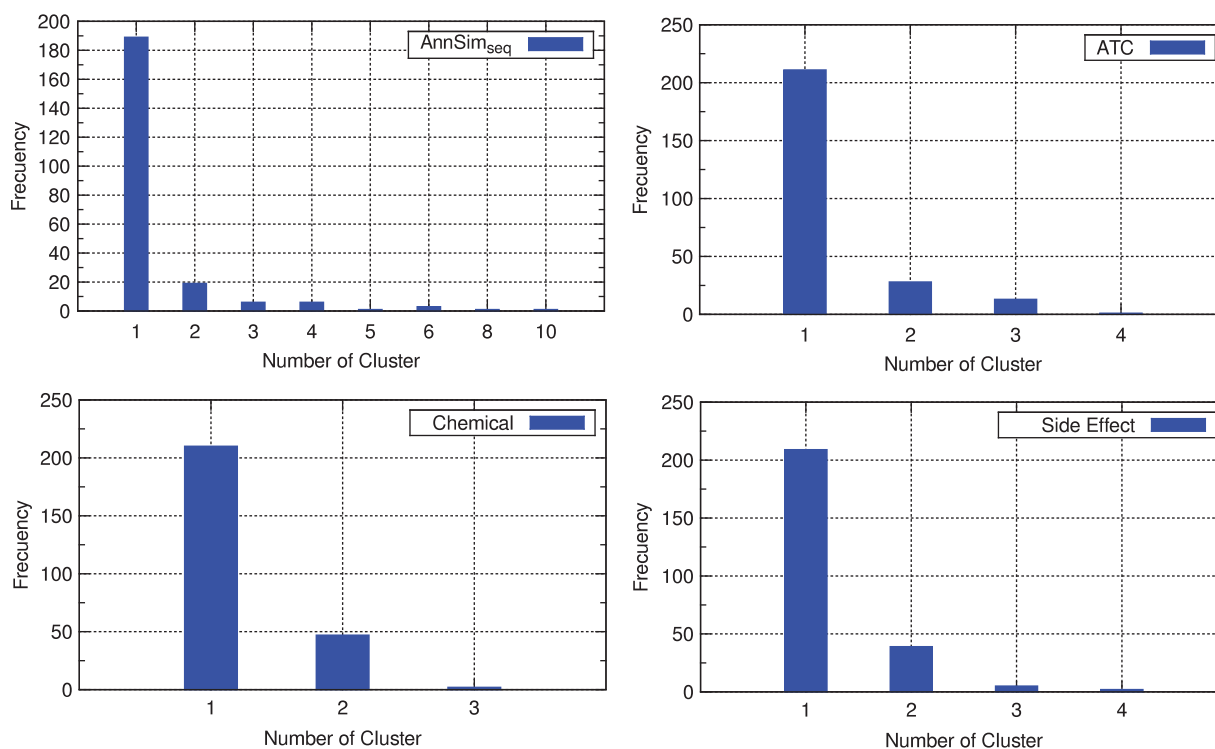 200
180
160
140
120
100
80
60
40
20
0
Frecuency
AnnSimseq
1 2 3 4 5 6 8 10
Number of Cluster
250
200
150
100
50
0
Frecuency
ATC
1 2 3 4
Number of Cluster
250
200
150
100
50
0
Frecuency
Chemical
1 2 3
Number of Cluster
250
200
150
100
50
0
Frecuency
Side Effect
1 2 3 4
Number of Cluster